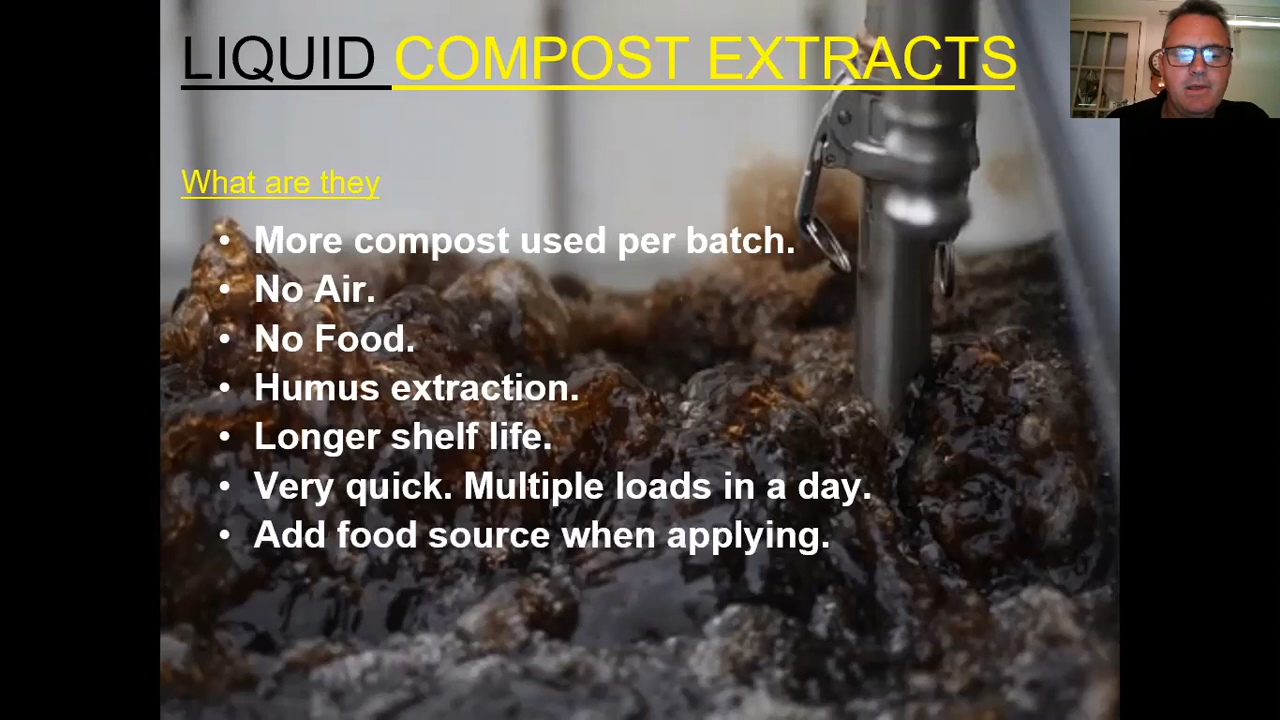 LIQUID COMPOST EXTRACTS
What are they
• More compost used per batch.
• No Air.
• No Food.
• Humus extraction.
• Longer shelf life.
• Very quick. Multiple loads in a day.
• Add food source when applying.